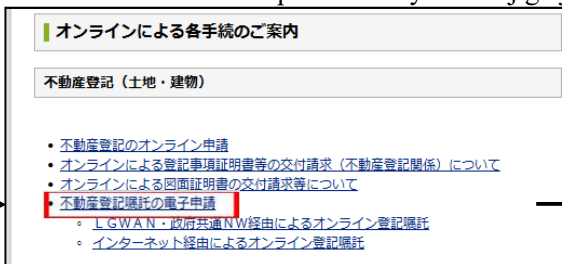 オンラインによる各手続のご案内
不動産登記（土地・建物）
・不動産登記のオンライン申請
・オンラインによる登記事項証明書等の交付請求（不動産登記関係）について
・オンラインによる図面証明書の交付請求等について
・不動産登記嘱託の電子申請
◦ＬＧＷＡＮ・政府共通ＮＷ経由によるオンライン登記嘱託
◦インターネット経由によるオンライン登記嘱託